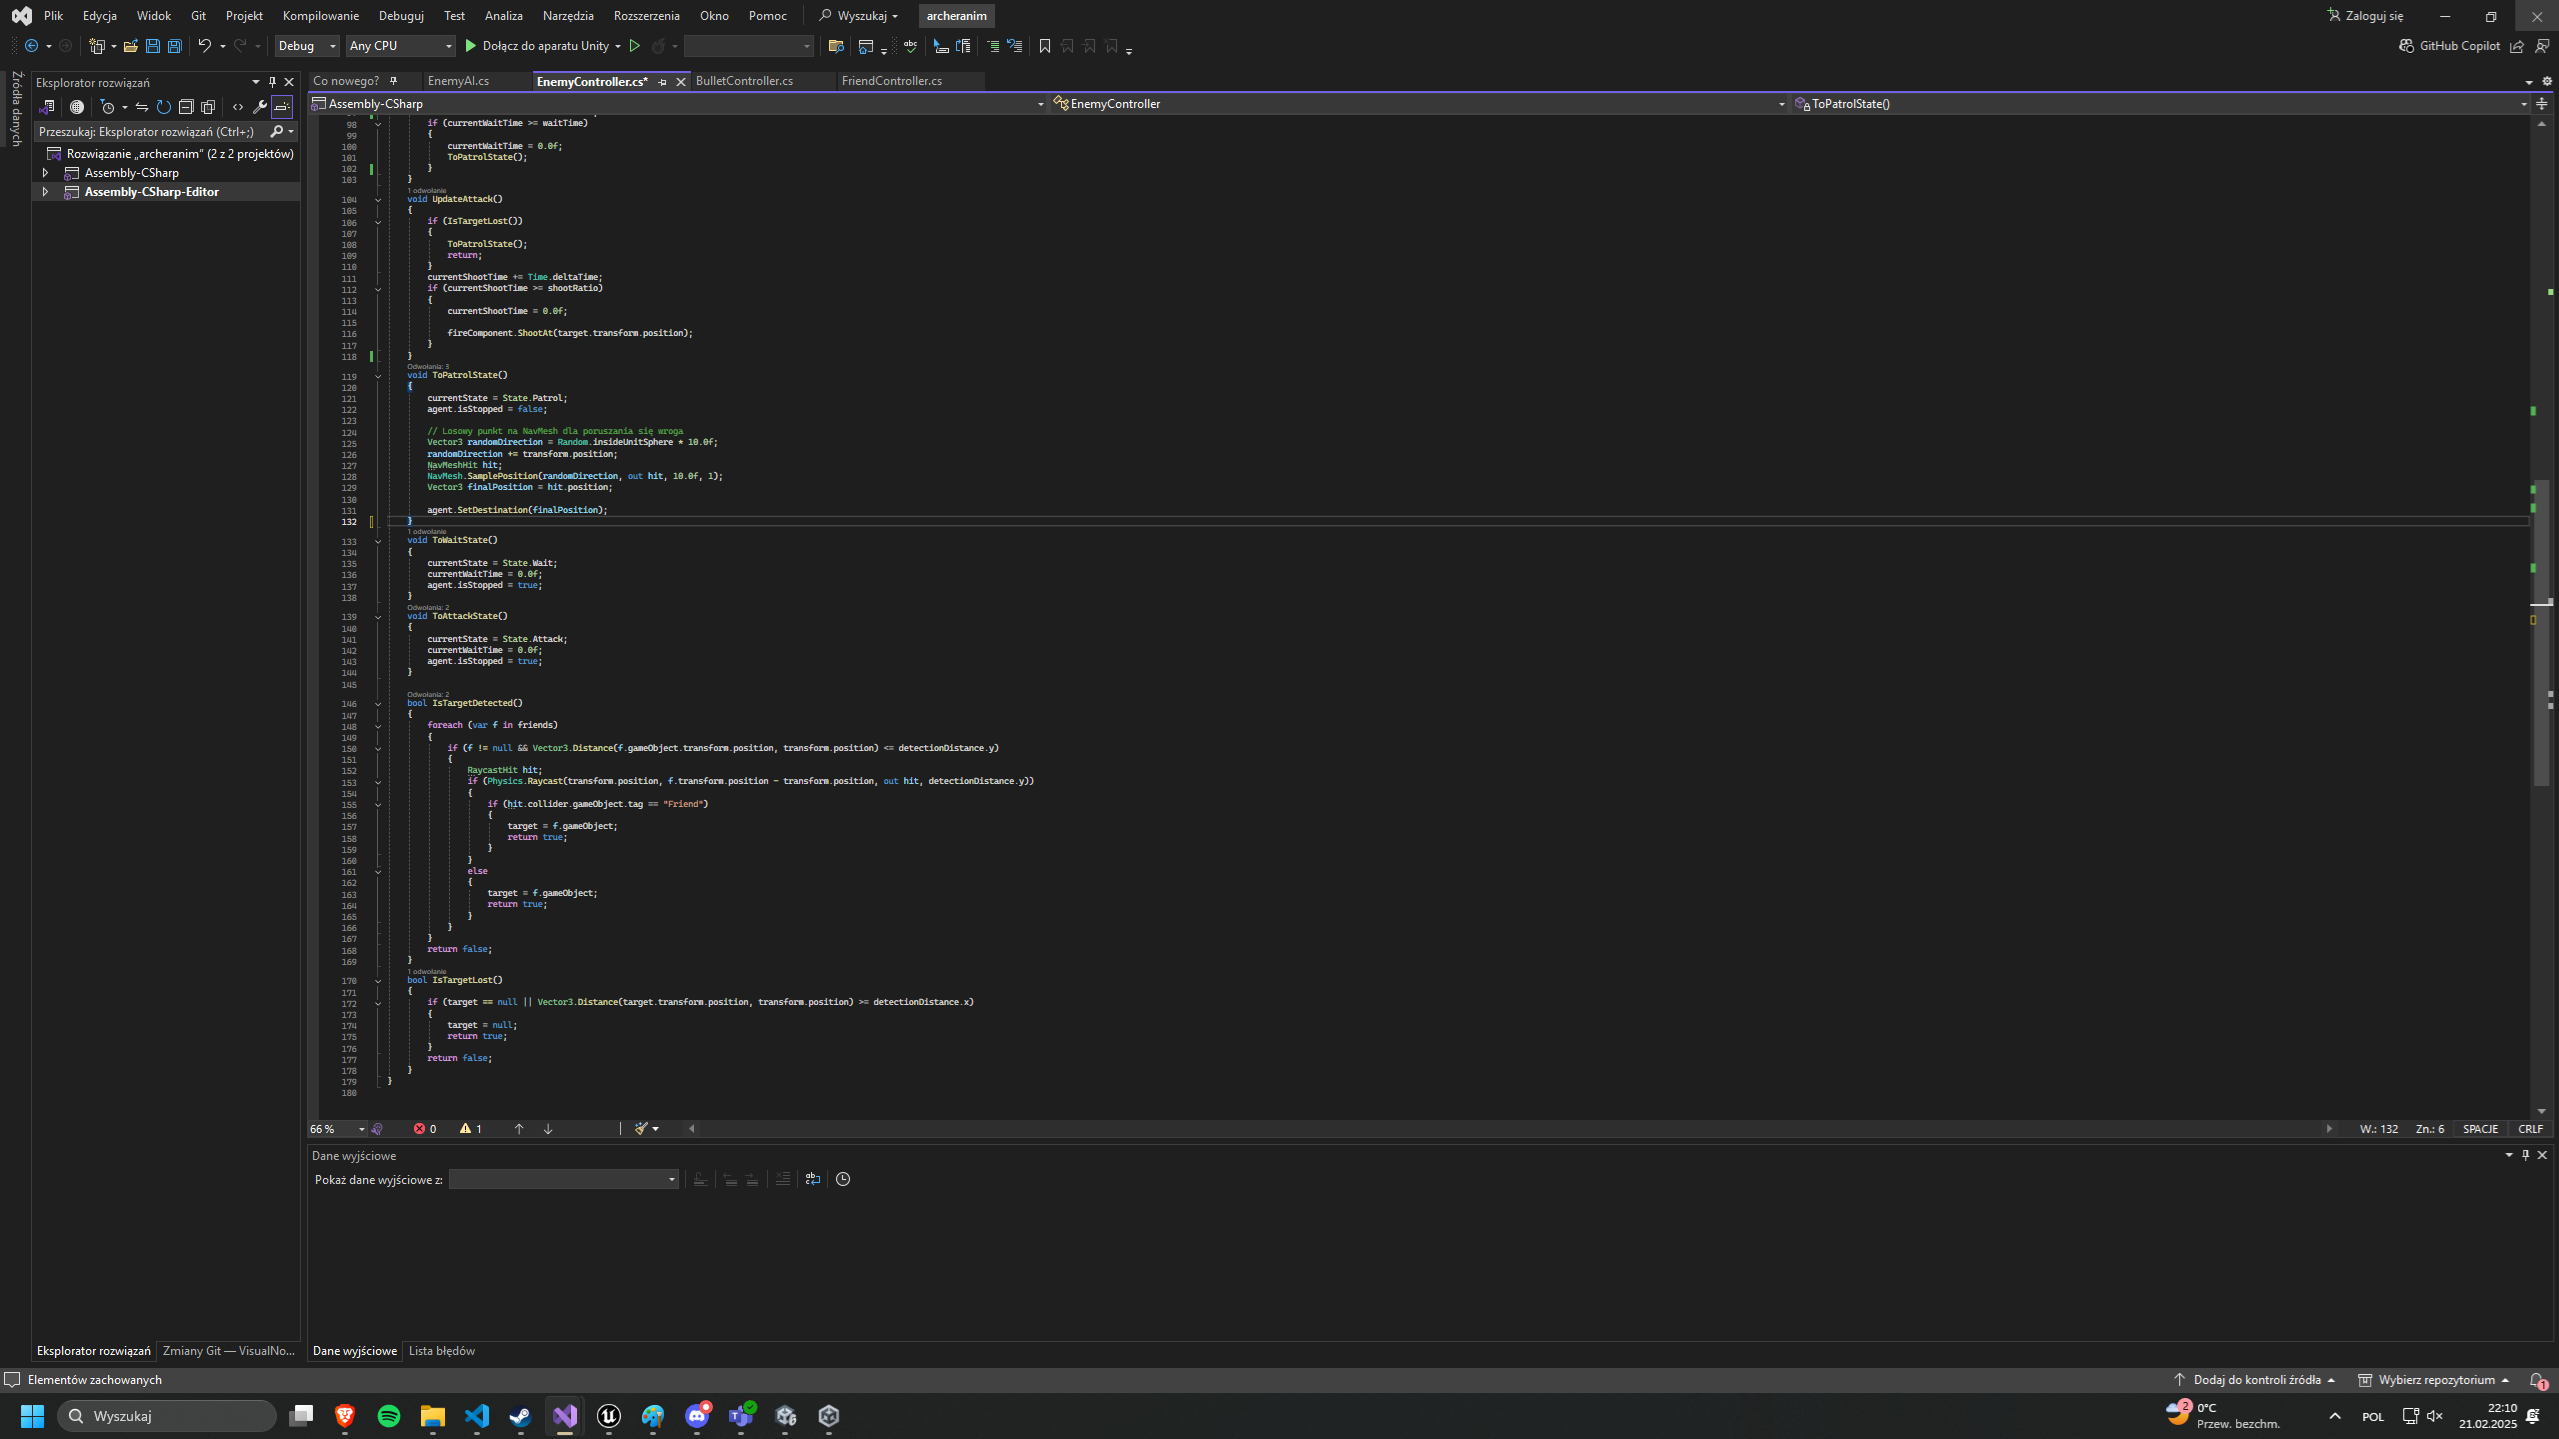 Plik Edycja Widok Git Projekt Kompilowanie Debuguj Test Analiza Narzędzia Rozszerzenia Okno Pomoc Wyszukaj archeranim Zaloguj się
Debug Any CPU Dołącz do aparatu Unity GitHub Copilot
Źródła danych
Eksplorator rozwiązań
Przeszukaj: Eksplorator rozwiązań (Ctrl+;)
Rozwiązanie „archeranim” (2 z 2 projektów)
Assembly-CSharp
Assembly-CSharp-Editor
Co nowego? EnemyAI.cs EnemyController.cs* BulletController.cs FriendController.cs
Assembly-CSharp EnemyController ToPatrolState()
98 if (currentWaitTime >= waitTime)
99 {
100 currentWaitTime = 0.0f;
101 ToPatrolState();
102 }
103 }
1 odwołanie
104 void UpdateAttack()
105 {
106 if (IsTargetLost())
107 {
108 ToPatrolState();
109 return;
110 }
111 currentShootTime += Time.deltaTime;
112 if (currentShootTime >= shootRatio)
113 {
114 currentShootTime = 0.0f;
115
116 fireComponent.ShootAt(target.transform.position);
117 }
118 }
Odwołania: 3
119 void ToPatrolState()
120 {
121 currentState = State.Patrol;
122 agent.isStopped = false;
123
124 // Losowy punkt na NavMesh dla poruszania się wroga
125 Vector3 randomDirection = Random.insideUnitSphere * 10.0f;
126 randomDirection += transform.position;
127 NavMeshHit hit;
128 NavMesh.SamplePosition(randomDirection, out hit, 10.0f, 1);
129 Vector3 finalPosition = hit.position;
130
131 agent.SetDestination(finalPosition);
132 }
1 odwołanie
133 void ToWaitState()
134 {
135 currentState = State.Wait;
136 currentWaitTime = 0.0f;
137 agent.isStopped = true;
138 }
Odwołania: 2
139 void ToAttackState()
140 {
141 currentState = State.Attack;
142 currentWaitTime = 0.0f;
143 agent.isStopped = true;
144 }
145
Odwołania: 2
146 bool IsTargetDetected()
147 {
148 foreach (var f in friends)
149 {
150 if (f != null && Vector3.Distance(f.gameObject.transform.position, transform.position) <= detectionDistance.y)
151 {
152 RaycastHit hit;
153 if (Physics.Raycast(transform.position, f.transform.position - transform.position, out hit, detectionDistance.y))
154 {
155 if (hit.collider.gameObject.tag == "Friend")
156 {
157 target = f.gameObject;
158 return true;
159 }
160 }
161 else
162 {
163 target = f.gameObject;
164 return true;
165 }
166 }
167 }
168 return false;
169 }
1 odwołanie
170 bool IsTargetLost()
171 {
172 if (target == null || Vector3.Distance(target.transform.position, transform.position) >= detectionDistance.x)
173 {
174 target = null;
175 return true;
176 }
177 return false;
178 }
179 }
180
66 % 0 1 W.: 132 Zn.: 6 SPACJE CRLF
Dane wyjściowe
Pokaż dane wyjściowe z:
Eksplorator rozwiązań Zmiany Git — VisualNo... Dane wyjściowe Lista błędów
Elementów zachowanych Dodaj do kontroli źródła Wybierz repozytorium 1
Wyszukaj 2 0°C Przew. bezchm. POL 22:10 21.02.2025